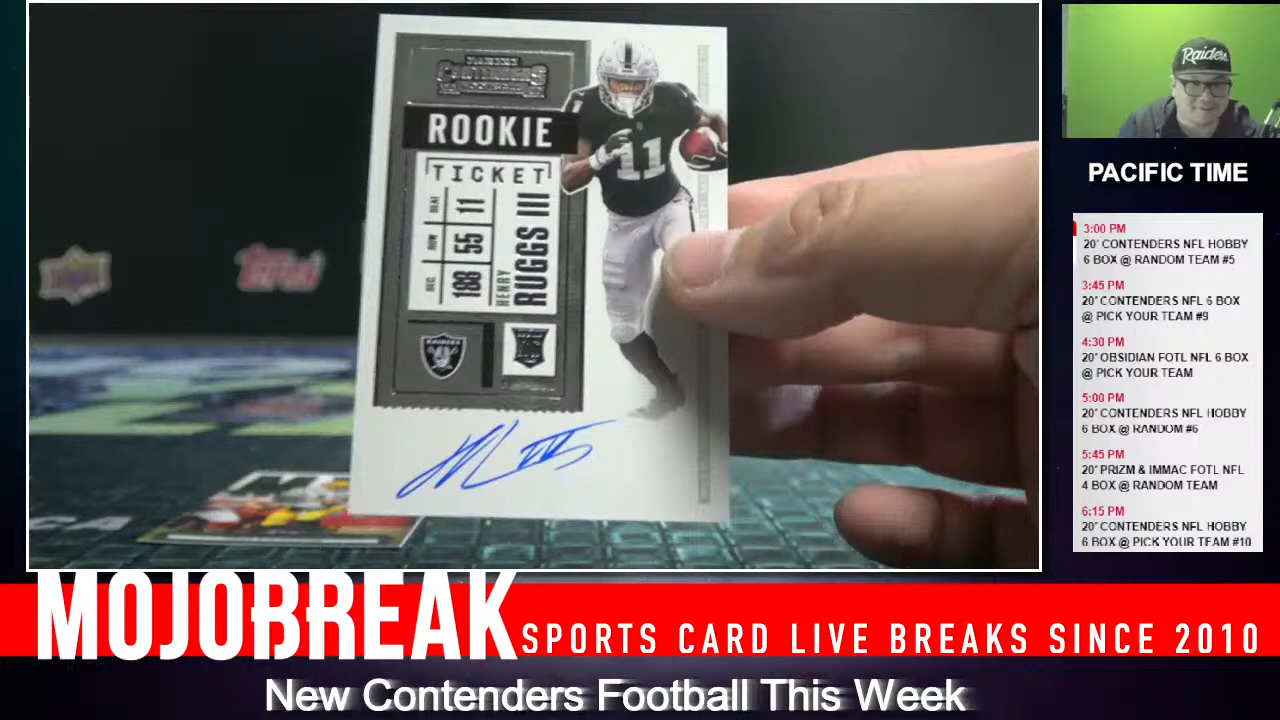 PANINI
CONTENDERS
FOOTBALL
ROOKIE
TICKET
SEAT
11
ROW
55
SEC.
188
HENRY
RUGGS III
RAIDERS
11
Topps
CA
Raiders
PACIFIC TIME
3:00 PM
20' CONTENDERS NFL HOBBY
6 BOX @ RANDOM TEAM #5
3:45 PM
20' CONTENDERS NFL 6 BOX
@ PICK YOUR TEAM #9
4:30 PM
20' OBSIDIAN FOTL NFL 6 BOX
@ PICK YOUR TEAM
5:00 PM
20' CONTENDERS NFL HOBBY
6 BOX @ RANDOM #6
5:45 PM
20' PRIZM & IMMAC FOTL NFL
4 BOX @ RANDOM TEAM
6:15 PM
20' CONTENDERS NFL HOBBY
6 BOX @ PICK YOUR TEAM #10
MOJOBREAK
SPORTS CARD LIVE BREAKS SINCE 2010
New Contenders Football This Week